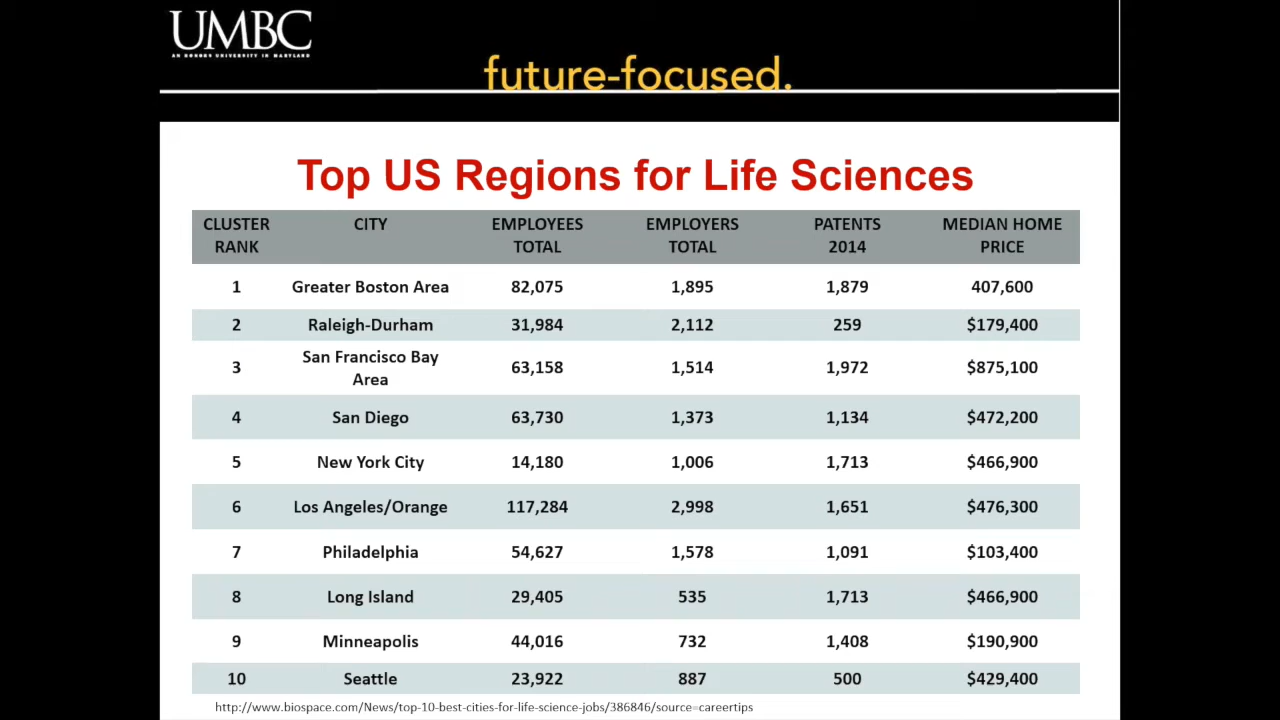 UMBC
AN HONORS UNIVERSITY IN MARYLAND
future-focused.
Top US Regions for Life Sciences
CLUSTER RANK CITY EMPLOYEES TOTAL EMPLOYERS TOTAL PATENTS 2014 MEDIAN HOME PRICE
1 Greater Boston Area 82,075 1,895 1,879 407,600
2 Raleigh-Durham 31,984 2,112 259 $179,400
3 San Francisco Bay Area 63,158 1,514 1,972 $875,100
4 San Diego 63,730 1,373 1,134 $472,200
5 New York City 14,180 1,006 1,713 $466,900
6 Los Angeles/Orange 117,284 2,998 1,651 $476,300
7 Philadelphia 54,627 1,578 1,091 $103,400
8 Long Island 29,405 535 1,713 $466,900
9 Minneapolis 44,016 732 1,408 $190,900
10 Seattle 23,922 887 500 $429,400
http://www.biospace.com/News/top-10-best-cities-for-life-science-jobs/386846/source=careertips